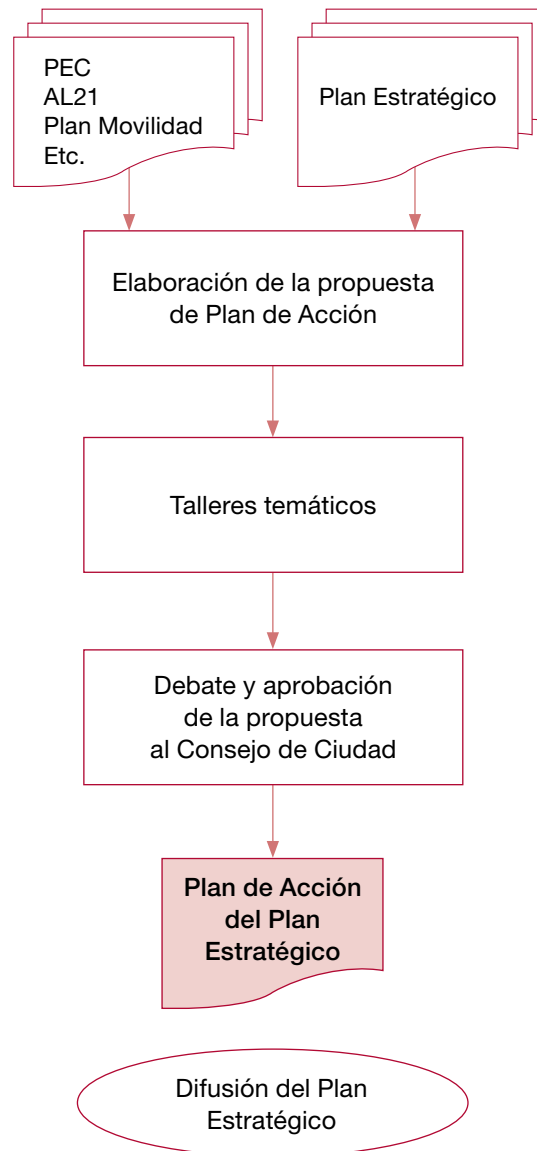 PEC
AL21
Plan Movilidad
Etc.
Plan Estratégico
Elaboración de la propuesta
de Plan de Acción
Talleres temáticos
Debate y aprobación
de la propuesta
al Consejo de Ciudad
Plan de Acción
del Plan
Estratégico
Difusión del Plan
Estratégico